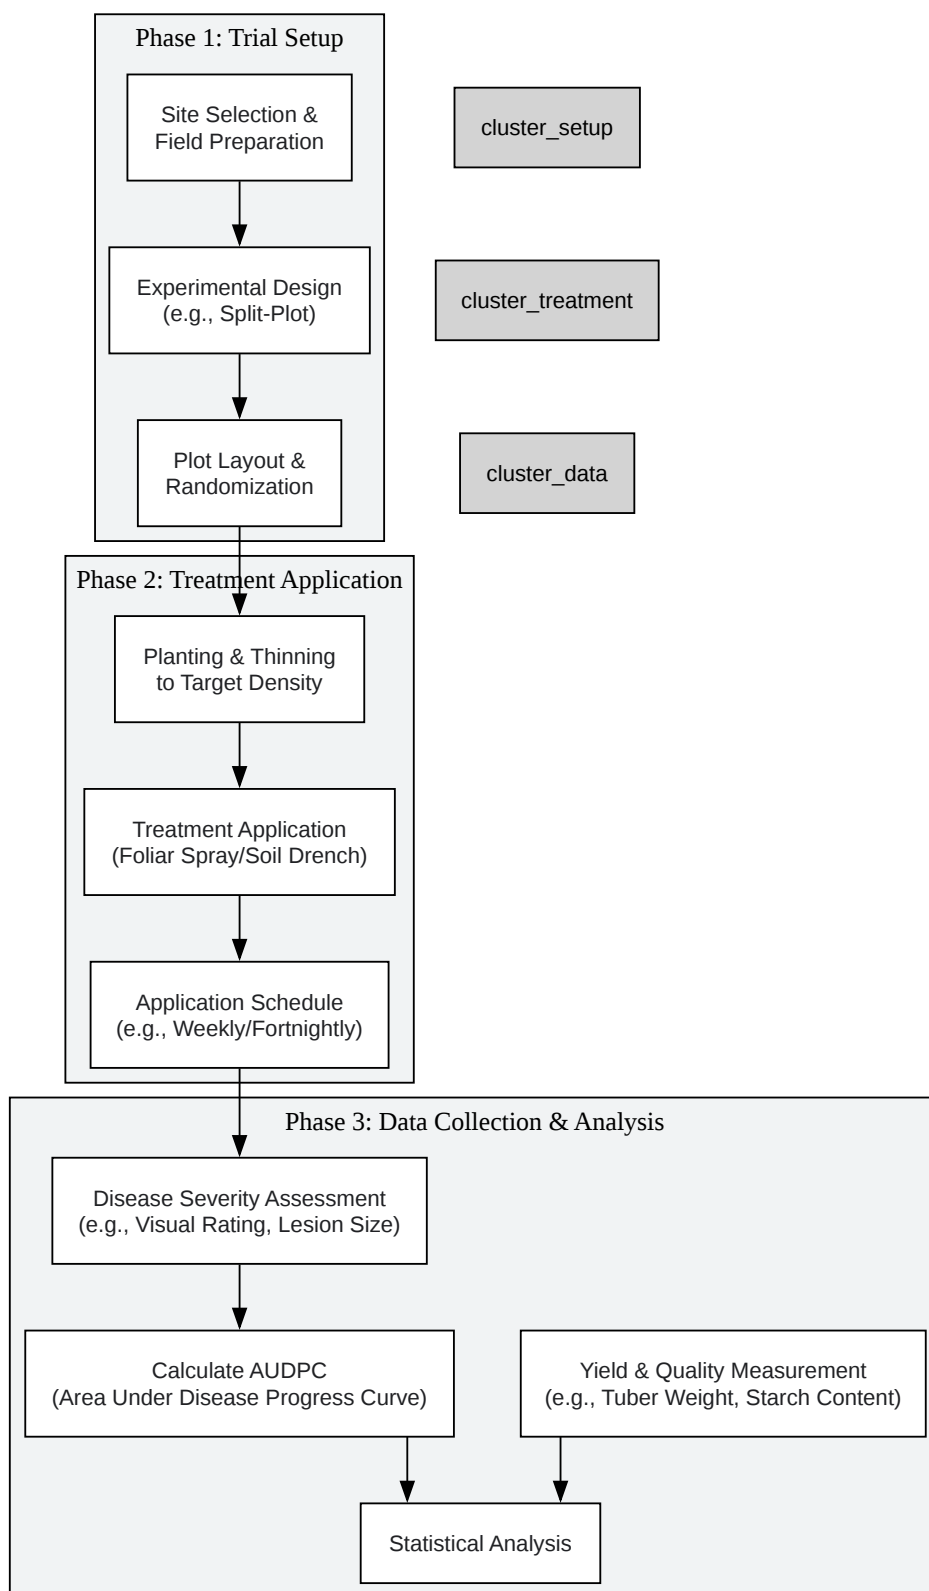 Phase 1: Trial Setup
Site Selection &
Field Preparation
cluster_setup
Experimental Design
(e.g., Split-Plot)
cluster_treatment
Plot Layout &
Randomization
cluster_data
Phase 2: Treatment Application
Planting & Thinning
to Target Density
Treatment Application
(Foliar Spray/Soil Drench)
Application Schedule
(e.g., Weekly/Fortnightly)
Phase 3: Data Collection & Analysis
Disease Severity Assessment
(e.g., Visual Rating, Lesion Size)
Calculate AUDPC
(Area Under Disease Progress Curve)
Yield & Quality Measurement
(e.g., Tuber Weight, Starch Content)
Statistical Analysis